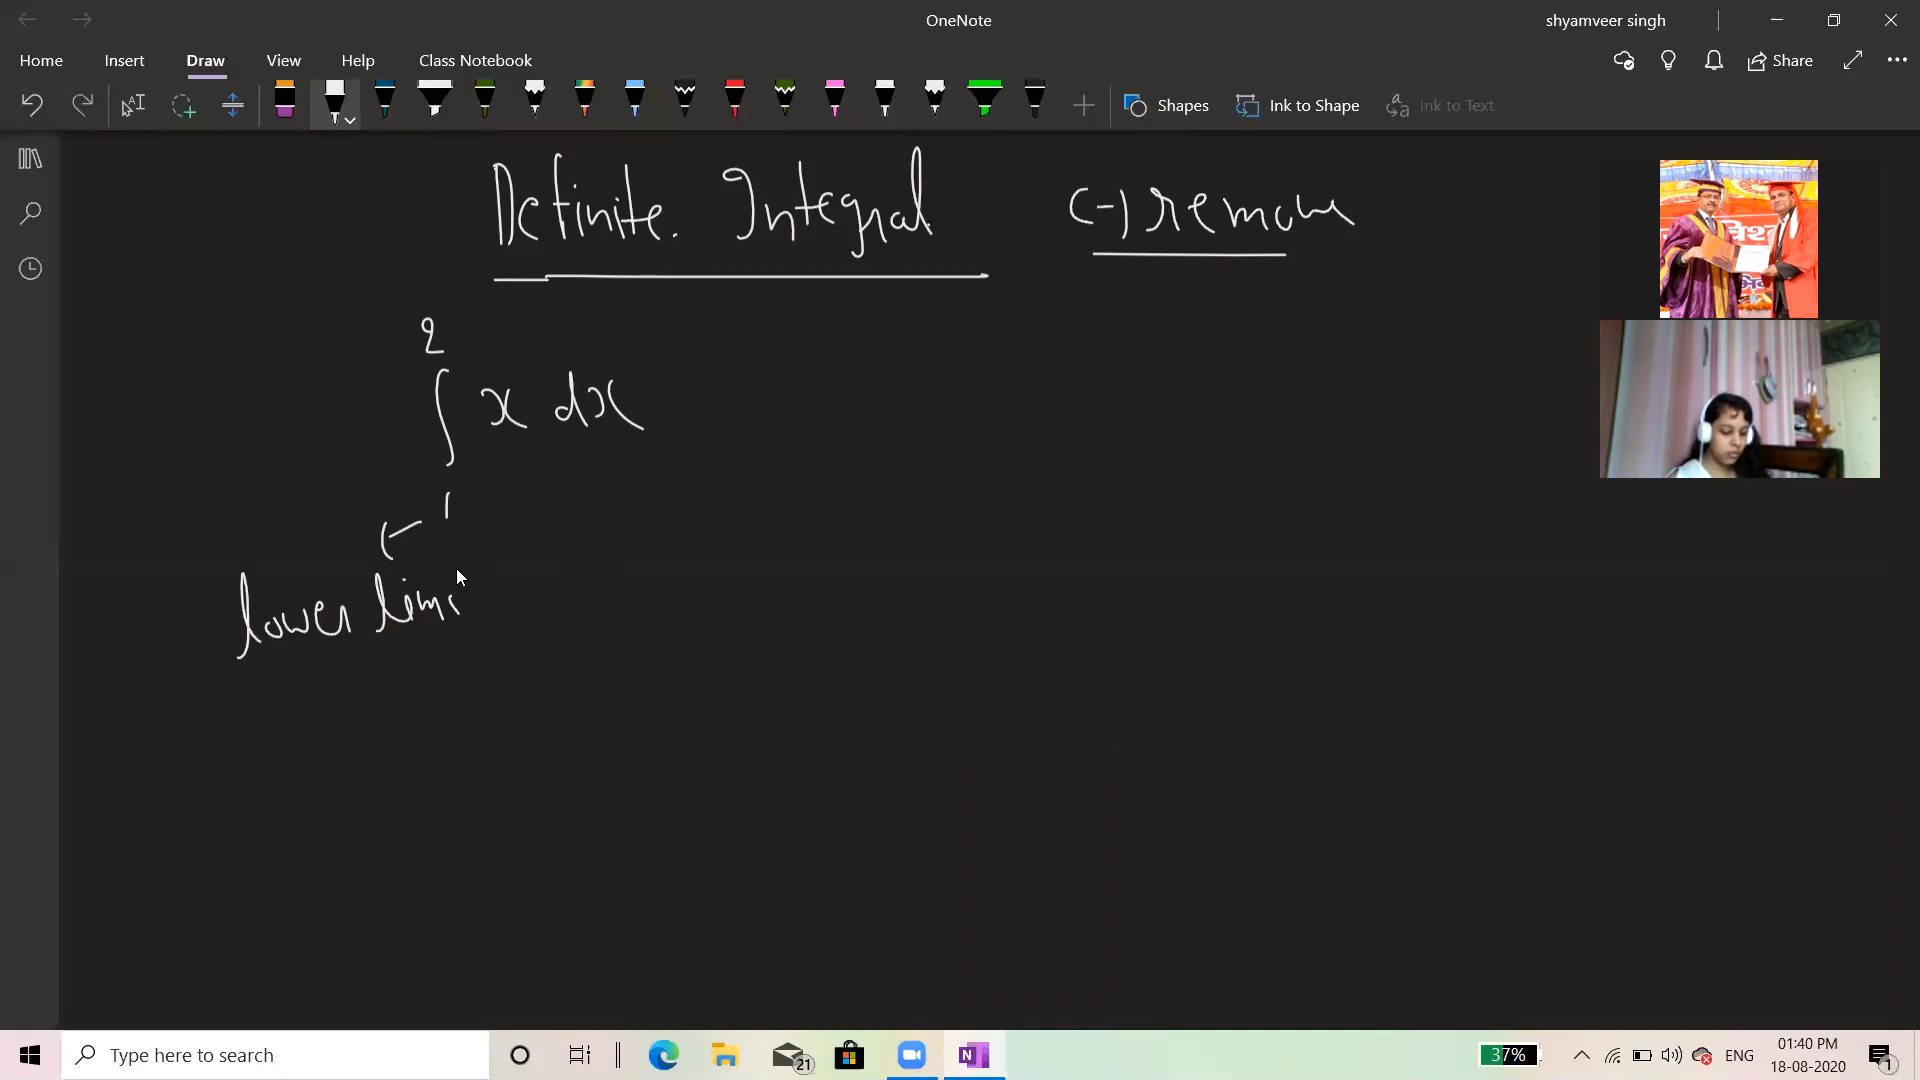 OneNote
shyamveer singh
Home Insert Draw View Help Class Notebook
Share
Shapes Ink to Shape Ink to Text
Definite. Integral (-) remove
2
∫ x dx
1
lower limi
Type here to search
21
N
37%
ENG
01:40 PM
18-08-2020
1